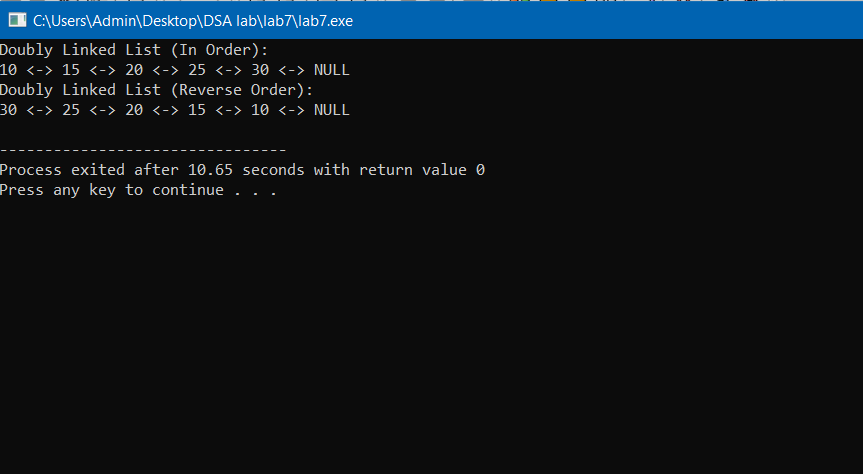 C:\Users\Admin\Desktop\DSA lab\lab7\lab7.exe
Doubly Linked List (In Order):
10 <-> 15 <-> 20 <-> 25 <-> 30 <-> NULL
Doubly Linked List (Reverse Order):
30 <-> 25 <-> 20 <-> 15 <-> 10 <-> NULL
--------------------------------
Process exited after 10.65 seconds with return value 0
Press any key to continue . . .